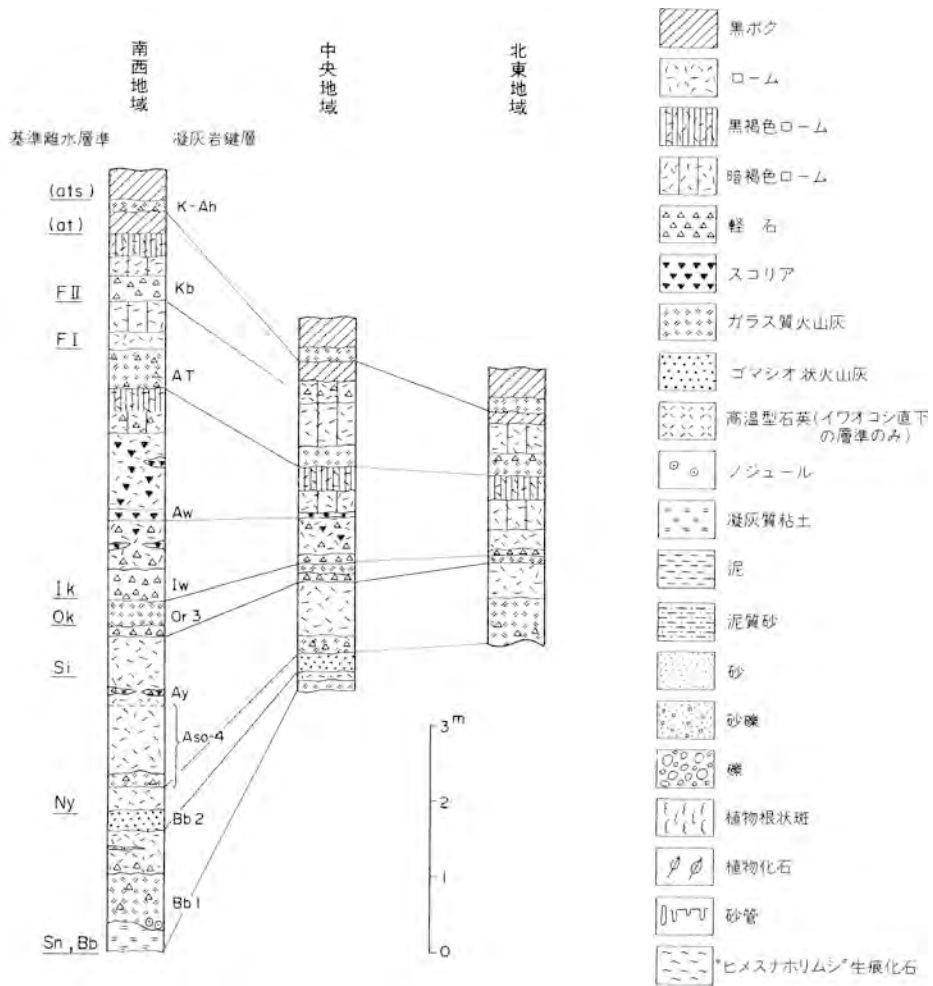 南西地域
中央地域
北東地域
基準離水層準
凝灰岩鍵層
(ats)
(at)
FⅡ
FⅠ
Ik
Ok
Si
Ny
Sn, Bb
K-Ah
Kb
AT
Aw
Iw
Or 3
Ay
Aso-4
Bb2
Bb1
3 m
2
1
0
黒ボク
ローム
黒褐色ローム
暗褐色ローム
軽石
スコリア
ガラス質火山灰
ゴマシオ状火山灰
高温型石英(イワオコシ直下
の層準のみ)
ノジュール
凝灰質粘土
泥
泥質砂
砂
砂礫
礫
植物根状斑
植物化石
砂管
"ヒメスナホリムシ"生痕化石